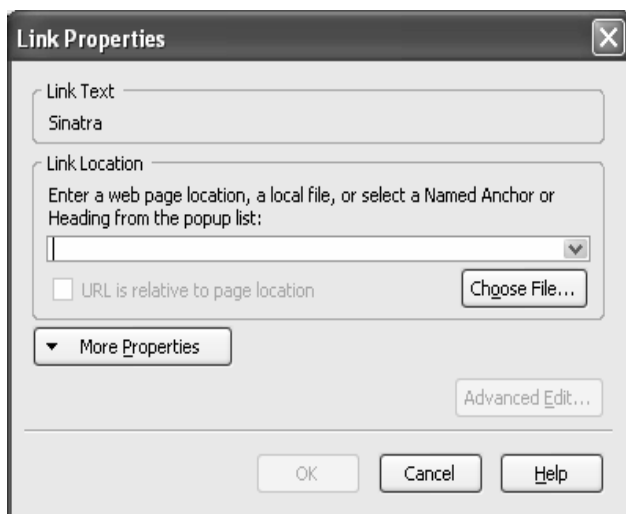 Link Properties
Link Text
Sinatra
Link Location
Enter a web page location, a local file, or select a Named Anchor or
Heading from the popup list:
URL is relative to page location
Choose File...
More Properties
Advanced Edit...
OK Cancel Help